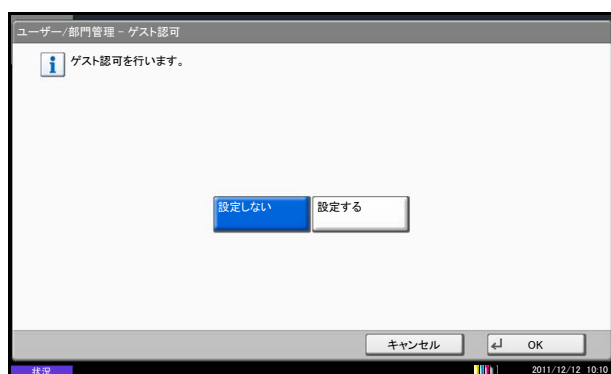 ユーザー/部門管理 - ゲスト認可
ゲスト認可を行います。
設定しない
設定する
キャンセル
OK
状況
2011/12/12 10:10